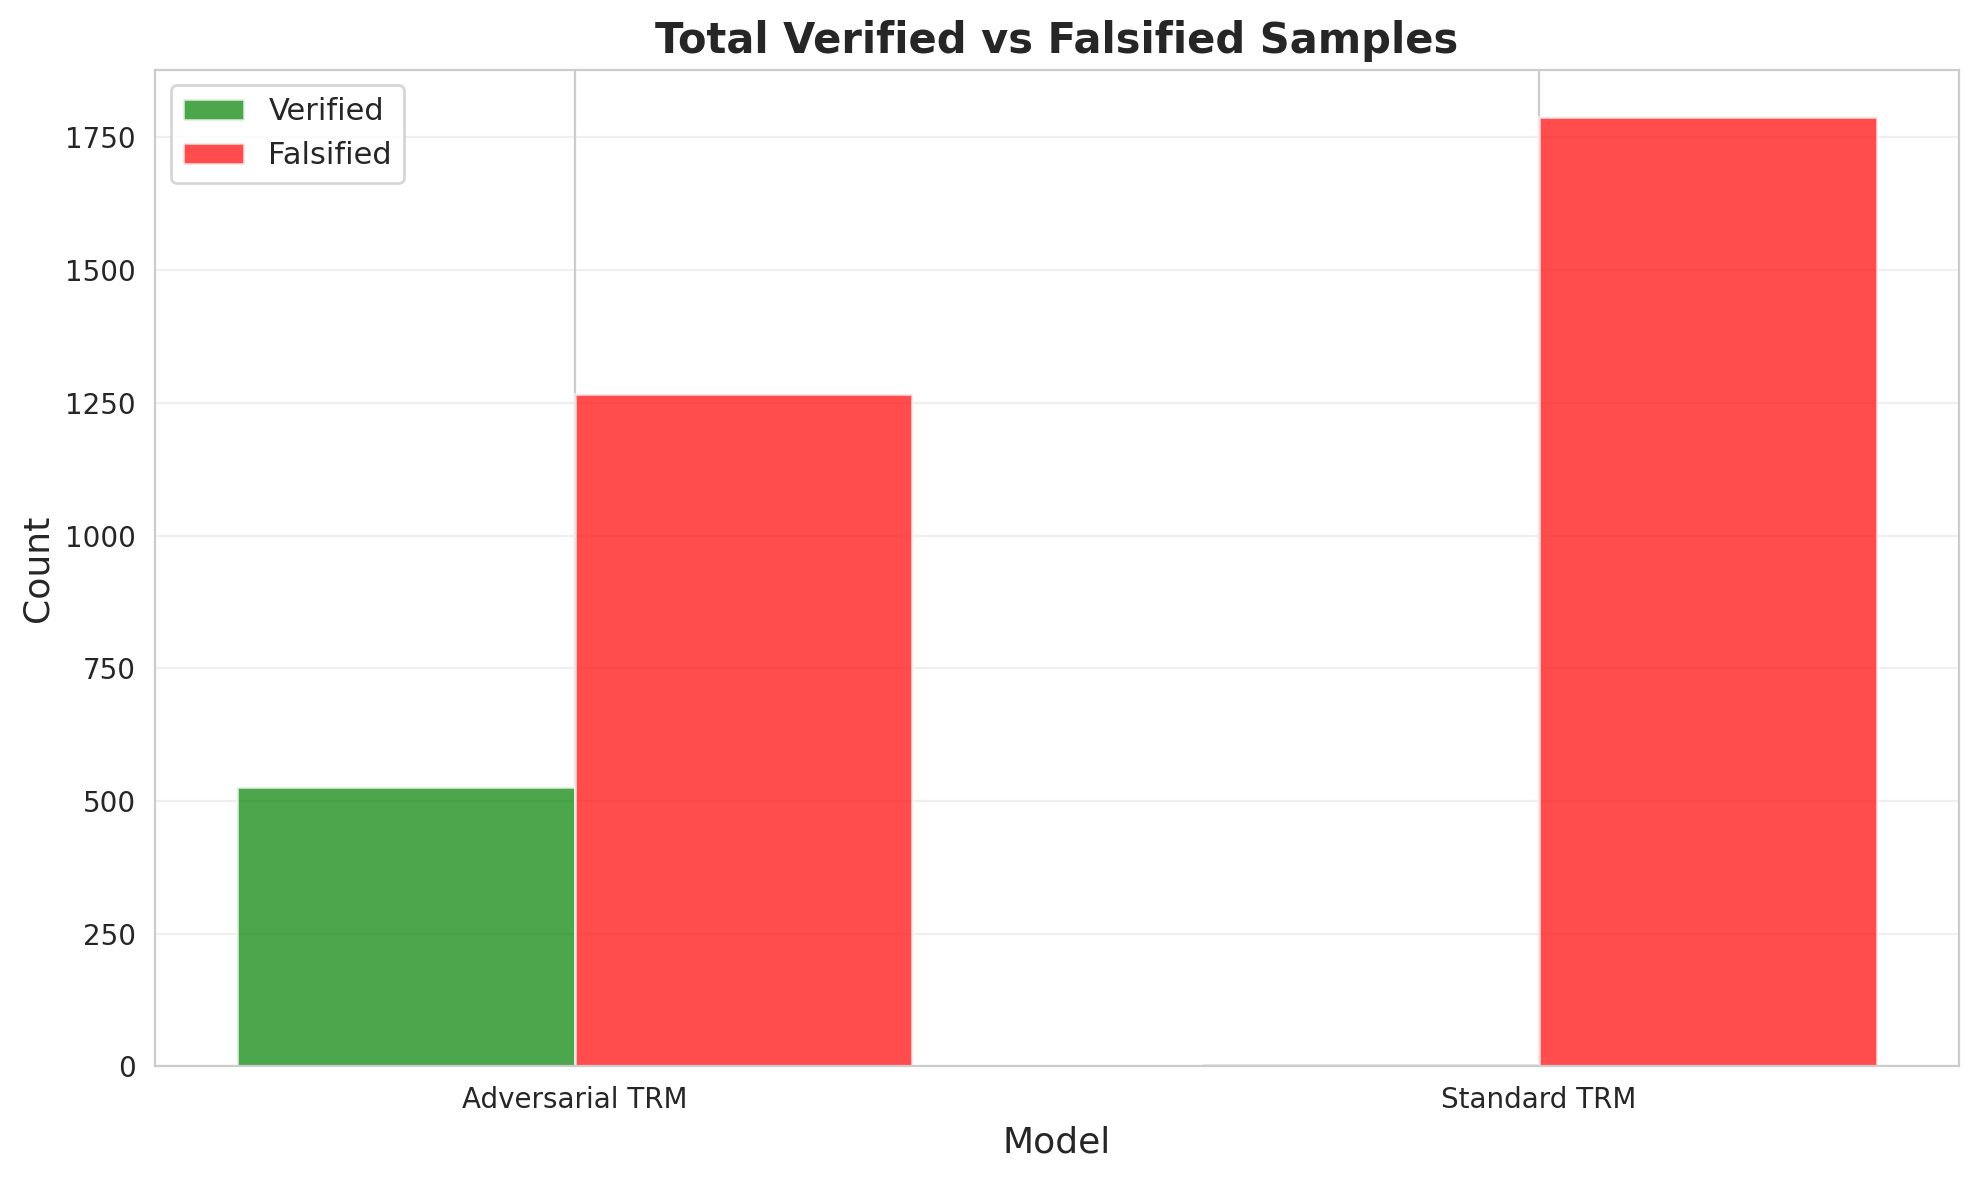 Total Verified vs Falsified Samples
Verified
Falsified
1750
1500
1250
1000
750
500
250
0
Count
Adversarial TRM
Standard TRM
Model